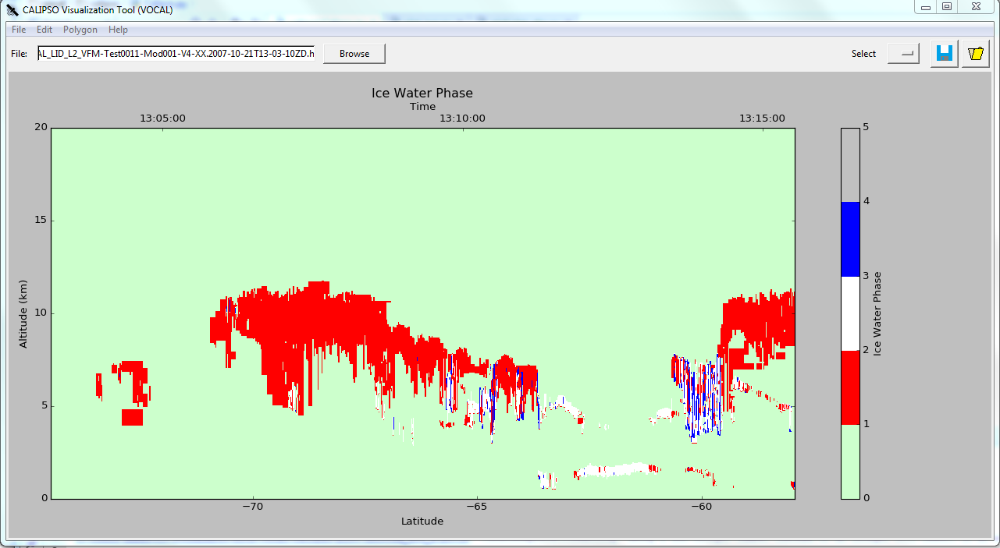 CALIPSO Visualization Tool (VOCAL)
File Edit Polygon Help
File: AL_LID_L2_VFM-Test0011-Mod001-V4-XX.2007-10-21T13-03-10ZD.h Browse Select
Ice Water Phase
Time
13:05:00 13:10:00 13:15:00
20
15
10
5
0
Altitude (km)
−70 −65 −60
Latitude
5
4
3
2
1
0
Ice Water Phase